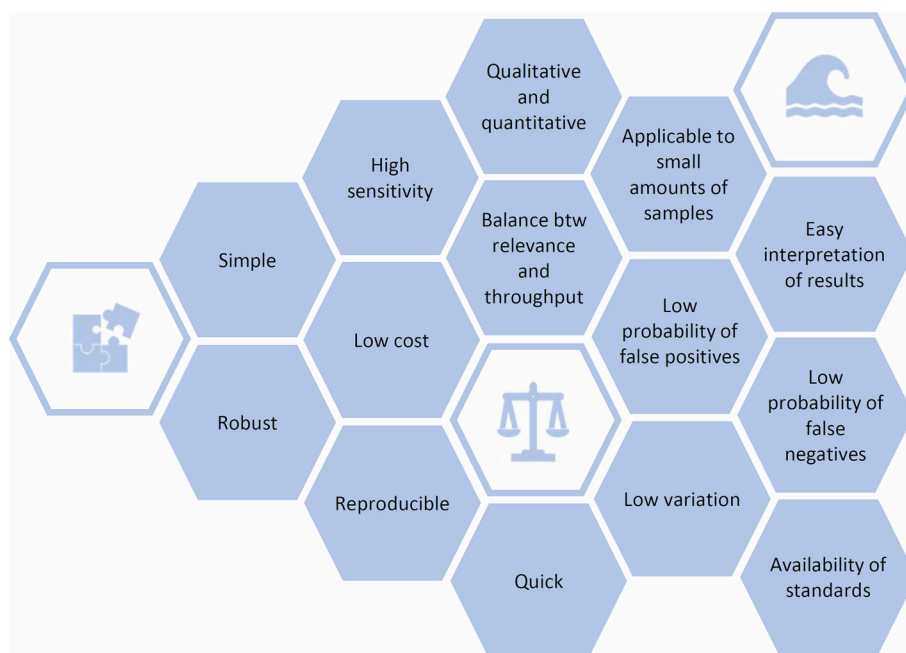 Qualitative
and
quantitative
High
sensitivity
Applicable to
small
amounts of
samples
Simple
Balance btw
relevance
and
throughput
Easy
interpretation
of results
Low cost
Low
probability of
false positives
Robust
Low
probability of
false
negatives
Reproducible
Low variation
Quick
Availability of
standards